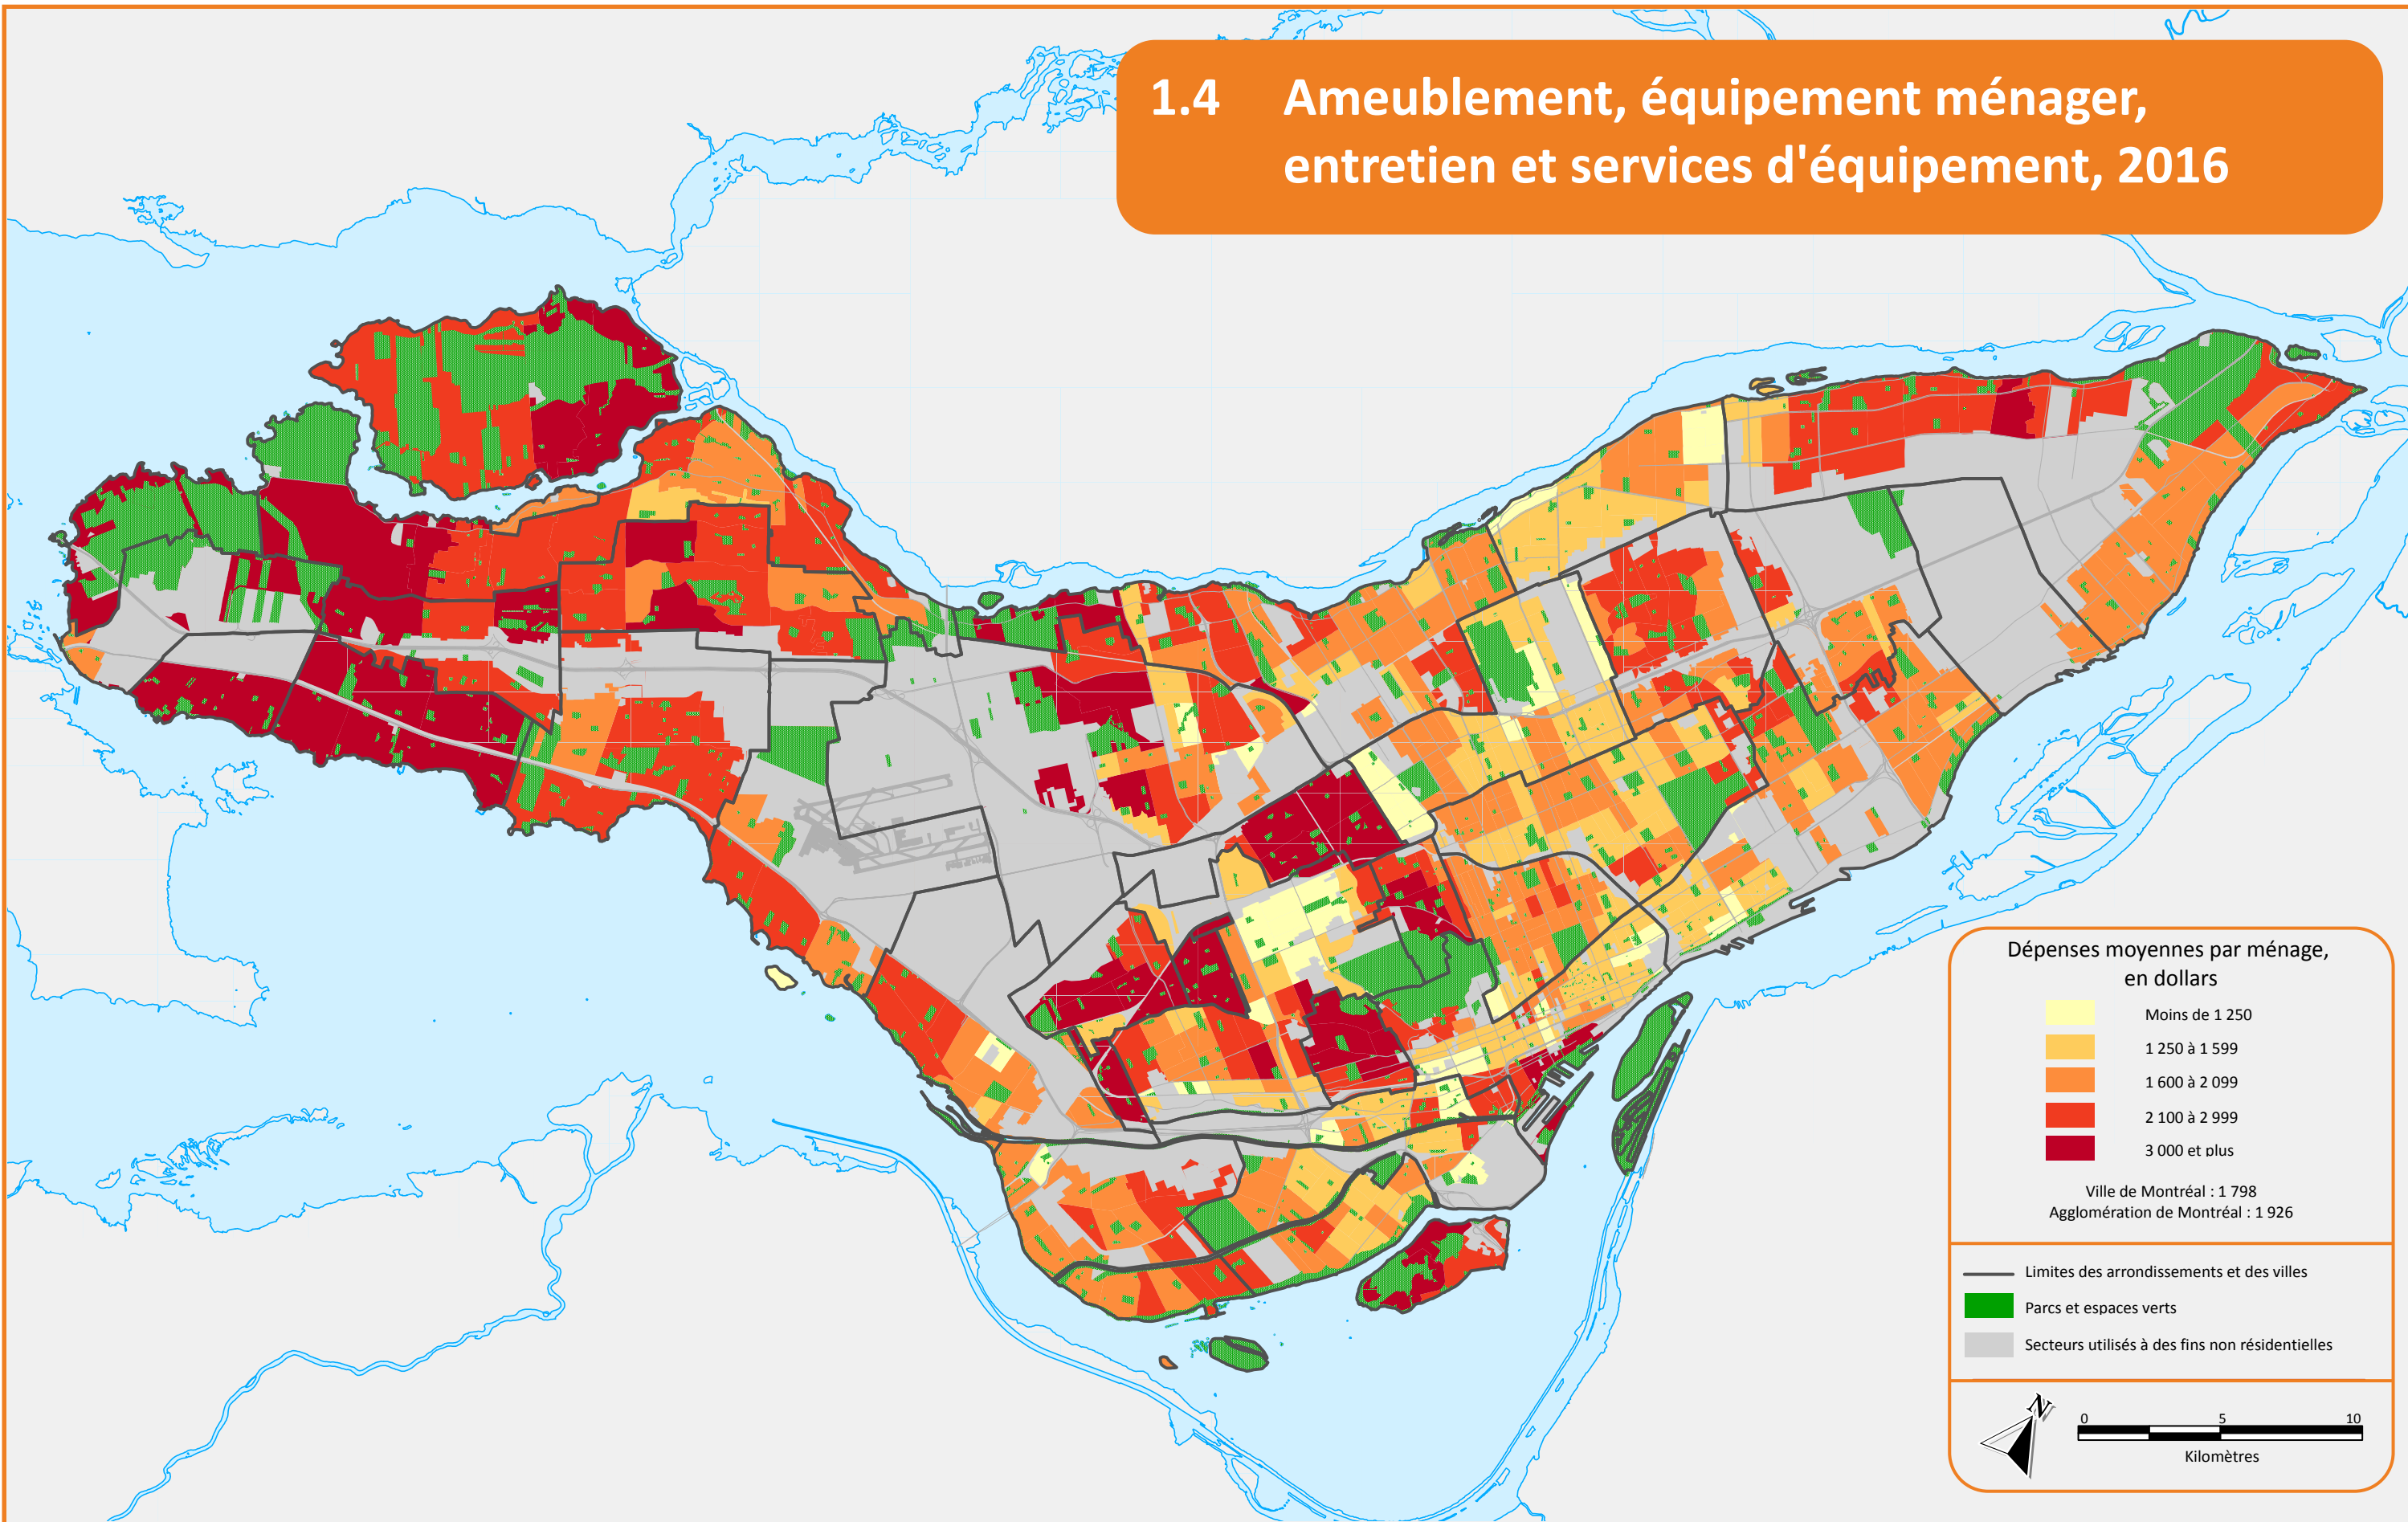 1.4 Ameublement, équipement ménager,
entretien et services d'équipement, 2016
Dépenses moyennes par ménage,
en dollars
Moins de 1 250
1 250 à 1 599
1 600 à 2 099
2 100 à 2 999
3 000 et plus
Ville de Montréal : 1 798
Agglomération de Montréal : 1 926
Limites des arrondissements et des villes
Parcs et espaces verts
Secteurs utilisés à des fins non résidentielles
N
0 5 10
Kilomètres